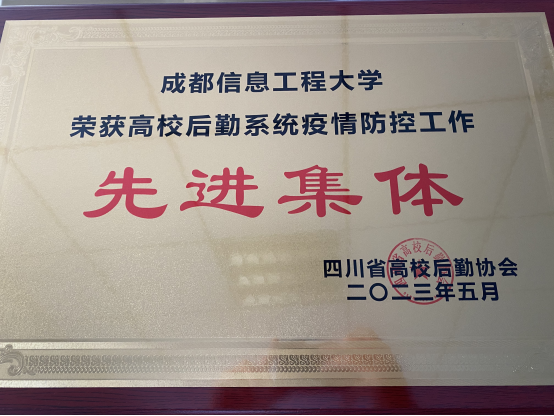 成都信息工程大学
荣获高校后勤系统疫情防控工作
先进集体
四川省高校后勤协会
二〇二三年五月